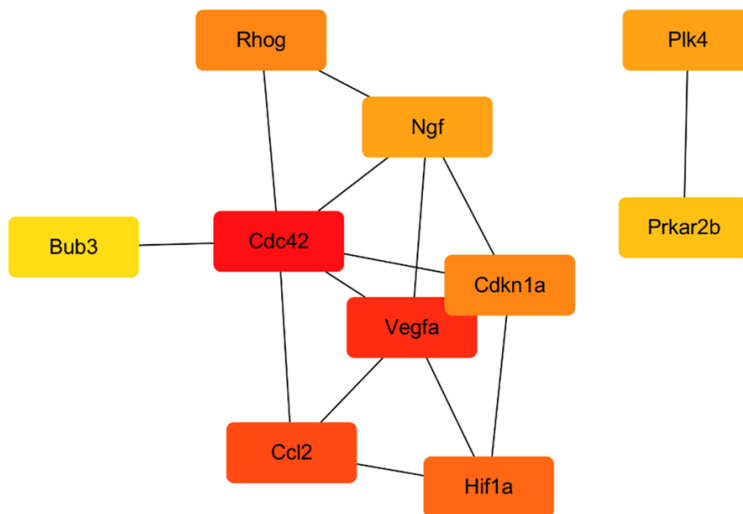 Rhog
Plk4
Ngf
Prkar2b
Bub3
Cdc42
Cdkn1a
Vegfa
Ccl2
Hif1a